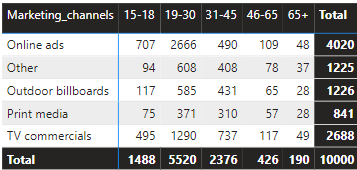 Marketing_channels 15-18 19-30 31-45 46-65 65+ Total
Online ads 707 2666 490 109 48 4020
Other 94 608 408 78 37 1225
Outdoor billboards 117 585 431 65 28 1226
Print media 75 371 310 57 28 841
TV commercials 495 1290 737 117 49 2688
Total 1488 5520 2376 426 190 10000